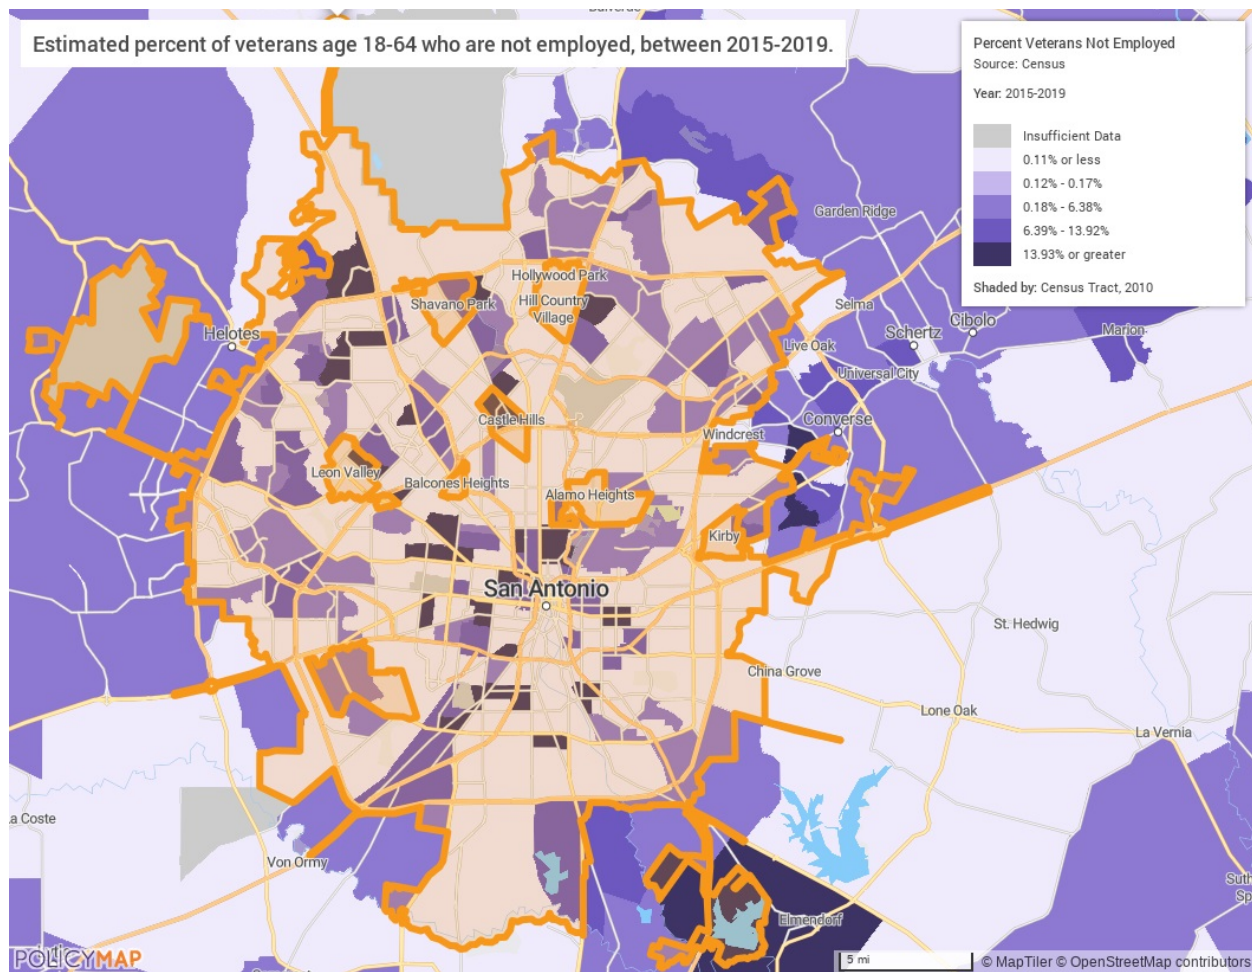 Bulverde
Estimated percent of veterans age 18-64 who are not employed, between 2015-2019.
Percent Veterans Not Employed
Source: Census
Year: 2015-2019
Insufficient Data
0.11% or less
0.12% - 0.17%
0.18% - 6.38%
6.39% - 13.92%
13.93% or greater
Shaded by: Census Tract, 2010
Garden Ridge
Hollywood Park
Shavano Park
Hill Country
Village
Selma
Cibolo
Schertz
Marion
Helotes
Live Oak
Universal City
Castle Hills
Converse
Windcrest
Leon Valley
Balcones Heights
Alamo Heights
Kirby
San Antonio
St. Hedwig
China Grove
Lone Oak
La Vernia
a Coste
Von Ormy
Suth
Sp
Elmendorf
POLICYMAP
5 mi
© MapTiler © OpenStreetMap contributors